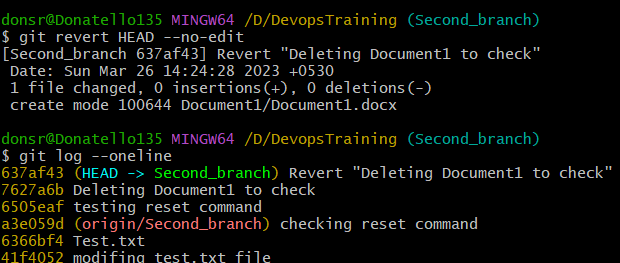 donsr@Donatello135 MINGW64 /D/DevopsTraining (Second_branch)
$ git revert HEAD --no-edit
[Second_branch 637af43] Revert "Deleting Document1 to check"
 Date: Sun Mar 26 14:24:28 2023 +0530
 1 file changed, 0 insertions(+), 0 deletions(-)
 create mode 100644 Document1/Document1.docx
donsr@Donatello135 MINGW64 /D/DevopsTraining (Second_branch)
$ git log --oneline
637af43 (HEAD -> Second_branch) Revert "Deleting Document1 to check"
7627a6b Deleting Document1 to check
6505eaf testing reset command
a3e059d (origin/Second_branch) checking reset command
6366bf4 Test.txt
41f4052 modifing test.txt file